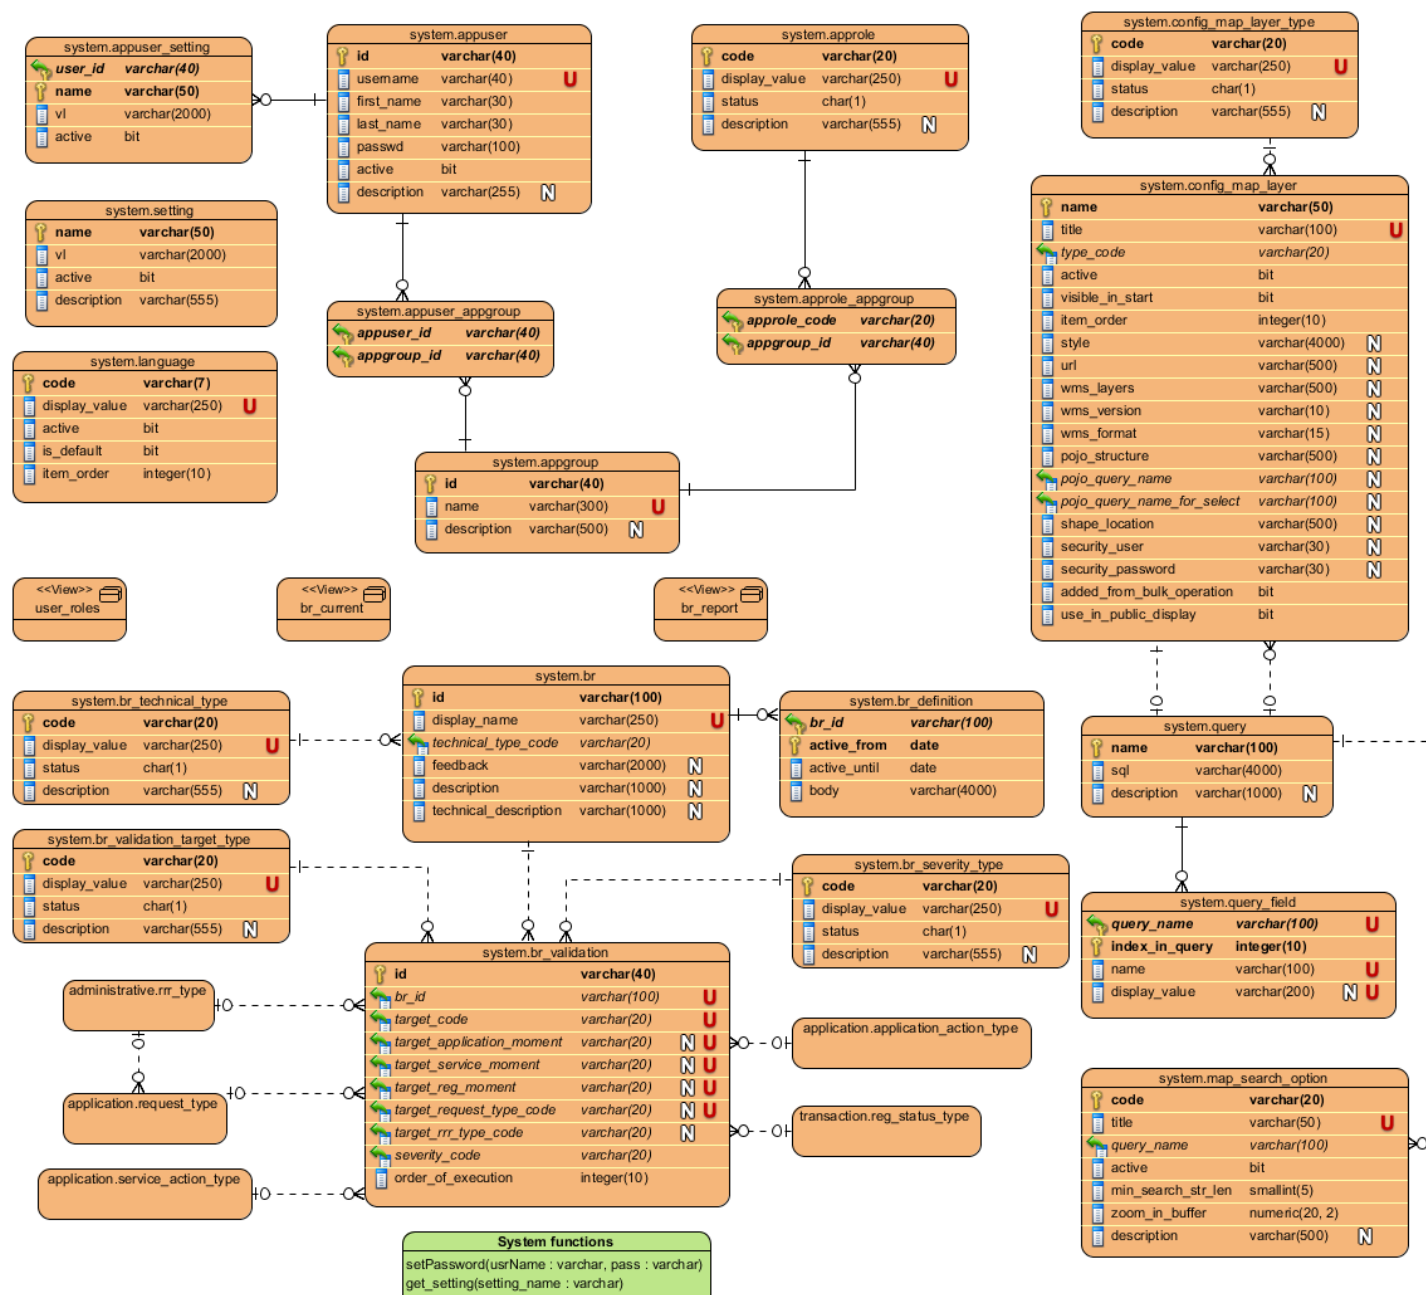 system.appuser_setting
user_id varchar(40)
name varchar(50)
vl varchar(2000)
active bit
system.appuser
id varchar(40)
username varchar(40) U
first_name varchar(30)
last_name varchar(30)
passwd varchar(100)
active bit
description varchar(255) N
system.approle
code varchar(20)
display_value varchar(250) U
status char(1)
description varchar(555) N
system.config_map_layer_type
code varchar(20)
display_value varchar(250) U
status char(1)
description varchar(555) N
system.setting
name varchar(50)
vl varchar(2000)
active bit
description varchar(555)
system.config_map_layer
name varchar(50)
title varchar(100) U
type_code varchar(20)
active bit
visible_in_start bit
item_order integer(10)
style varchar(4000) N
url varchar(500) N
wms_layers varchar(500) N
wms_version varchar(10) N
wms_format varchar(15) N
pojo_structure varchar(500) N
pojo_query_name varchar(100) N
pojo_query_name_for_select varchar(100) N
shape_location varchar(500) N
security_user varchar(30) N
security_password varchar(30) N
added_from_bulk_operation bit
use_in_public_display bit
system.appuser_appgroup
appuser_id varchar(40)
appgroup_id varchar(40)
system.approle_appgroup
approle_code varchar(20)
appgroup_id varchar(40)
system.language
code varchar(7)
display_value varchar(250) U
active bit
is_default bit
item_order integer(10)
system.appgroup
id varchar(40)
name varchar(300) U
description varchar(500) N
<<View>>
user_roles
<<View>>
br_current
<<View>>
br_report
system.br_technical_type
code varchar(20)
display_value varchar(250) U
status char(1)
description varchar(555) N
system.br
id varchar(100)
display_name varchar(250) U
technical_type_code varchar(20)
feedback varchar(2000) N
description varchar(1000) N
technical_description varchar(1000) N
system.br_definition
br_id varchar(100)
active_from date
active_until date
body varchar(4000)
system.query
name varchar(100)
sql varchar(4000)
description varchar(1000) N
system.br_validation_target_type
code varchar(20)
display_value varchar(250) U
status char(1)
description varchar(555) N
system.br_severity_type
code varchar(20)
display_value varchar(250) U
status char(1)
description varchar(555) N
system.query_field
query_name varchar(100) U
index_in_query integer(10)
name varchar(100) U
display_value varchar(200) N U
system.br_validation
id varchar(40)
br_id varchar(100) U
target_code varchar(20) U
target_application_moment varchar(20) N U
target_service_moment varchar(20) N U
target_reg_moment varchar(20) N U
target_request_type_code varchar(20) N U
target_rrr_type_code varchar(20) N
severity_code varchar(20)
order_of_execution integer(10)
administrative.rrr_type
application.request_type
application.service_action_type
application.application_action_type
transaction.reg_status_type
system.map_search_option
code varchar(20)
title varchar(50) U
query_name varchar(100)
active bit
min_search_str_len smallint(5)
zoom_in_buffer numeric(20, 2)
description varchar(500) N
System functions
setPassword(usrName : varchar, pass : varchar)
get_setting(setting_name : varchar)